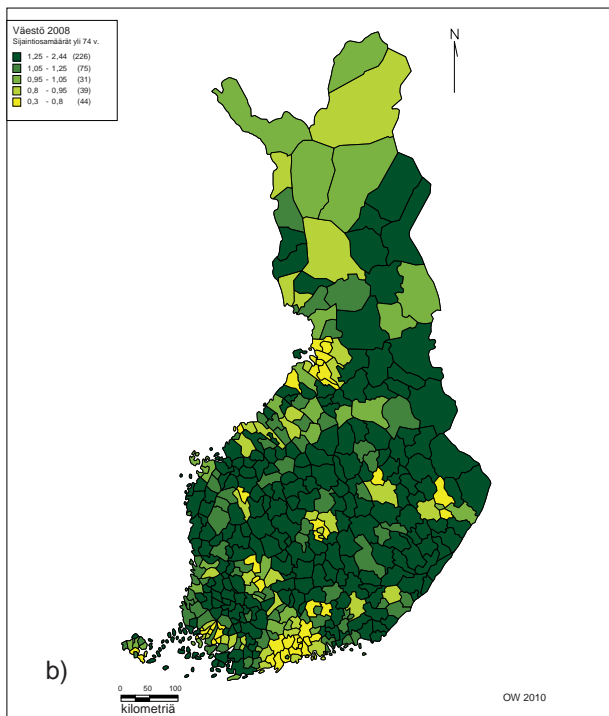 Väestö 2008
Sijaintiosamäärät yli 74 v.
1,25 - 2,44 (226)
1,05 - 1,25 (75)
0,95 - 1,05 (31)
0,8 - 0,95 (39)
0,3 - 0,8 (44)
N
b)
0 50 100
kilometriä
OW 2010